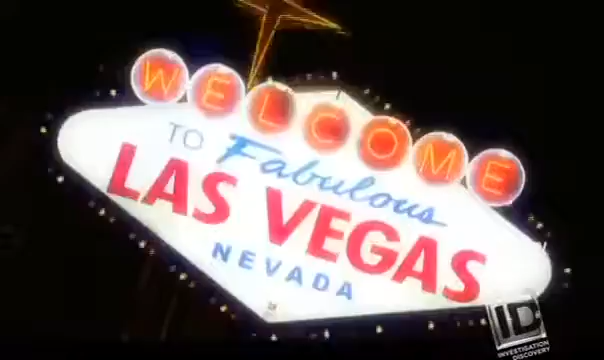 WELCOME
TO Fabulous
LAS VEGAS
NEVADA
ID
INVESTIGATION
DISCOVERY